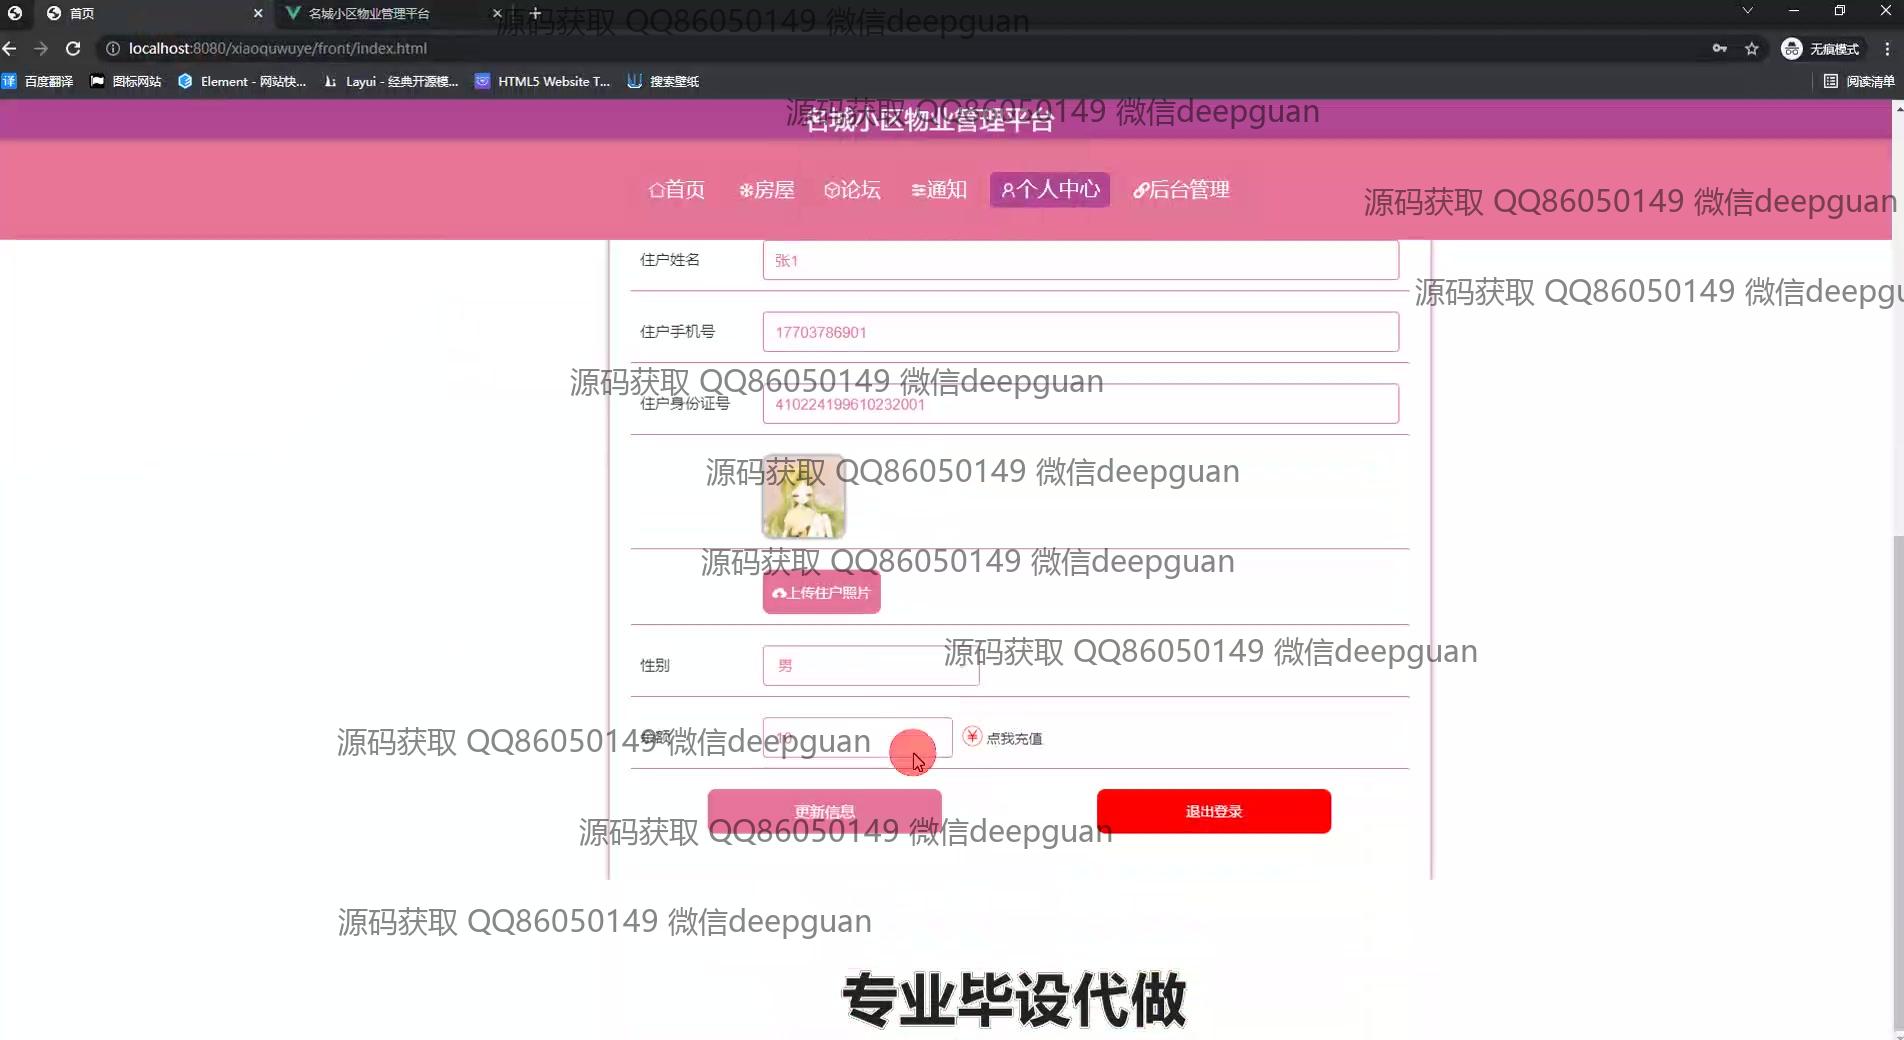 首页
名城小区物业管理平台
源码获取 QQ86050149 微信deepguan
localhost:8080/xiaoquwuye/front/index.html
无痕模式
百度翻译
图标网站
Element - 网站快...
Layui - 经典开源模...
HTML5 Website T...
搜索壁纸
阅读清单
名城小区物业管理平台
源码获取 QQ86050149 微信deepguan
首页
房屋
论坛
通知
个人中心
后台管理
源码获取 QQ86050149 微信deepguan
住户姓名
张1
源码获取 QQ86050149 微信deepgu
住户手机号
17703786901
源码获取 QQ86050149 微信deepguan
住户身份证号
410224199610232001
源码获取 QQ86050149 微信deepguan
源码获取 QQ86050149 微信deepguan
上传住户照片
源码获取 QQ86050149 微信deepguan
性别
男
源码获取 QQ86050149 微信deepguan
点我充值
更新信息
退出登录
源码获取 QQ86050149 微信deepguan
源码获取 QQ86050149 微信deepguan
专业毕设代做